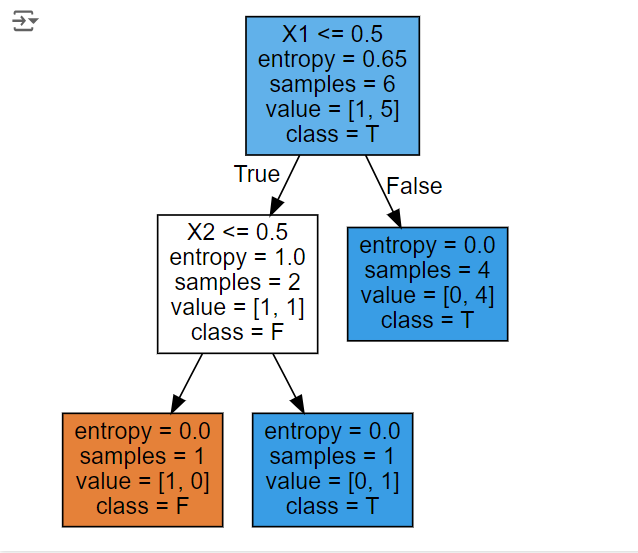 X1 <= 0.5
entropy = 0.65
samples = 6
value = [1, 5]
class = T
True
False
X2 <= 0.5
entropy = 1.0
samples = 2
value = [1, 1]
class = F
entropy = 0.0
samples = 4
value = [0, 4]
class = T
entropy = 0.0
samples = 1
value = [1, 0]
class = F
entropy = 0.0
samples = 1
value = [0, 1]
class = T